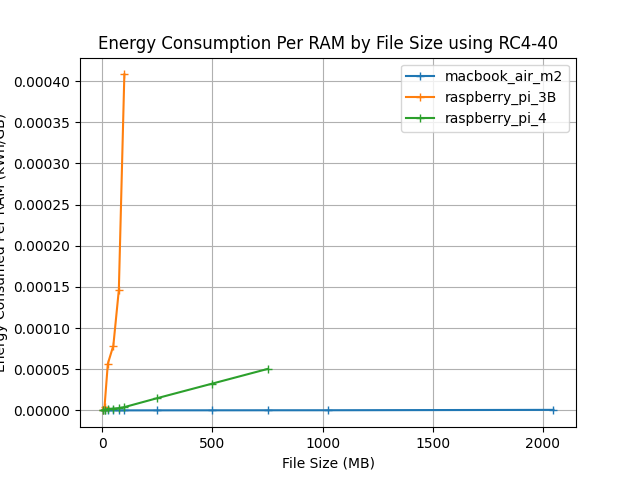 Energy Consumption Per RAM by File Size using RC4-40
macbook_air_m2
raspberry_pi_3B
raspberry_pi_4
0.00040
0.00035
0.00030
0.00025
0.00020
0.00015
0.00010
0.00005
0.00000
Energy Consumed Per RAM (kWh/GB)
0 500 1000 1500 2000
File Size (MB)